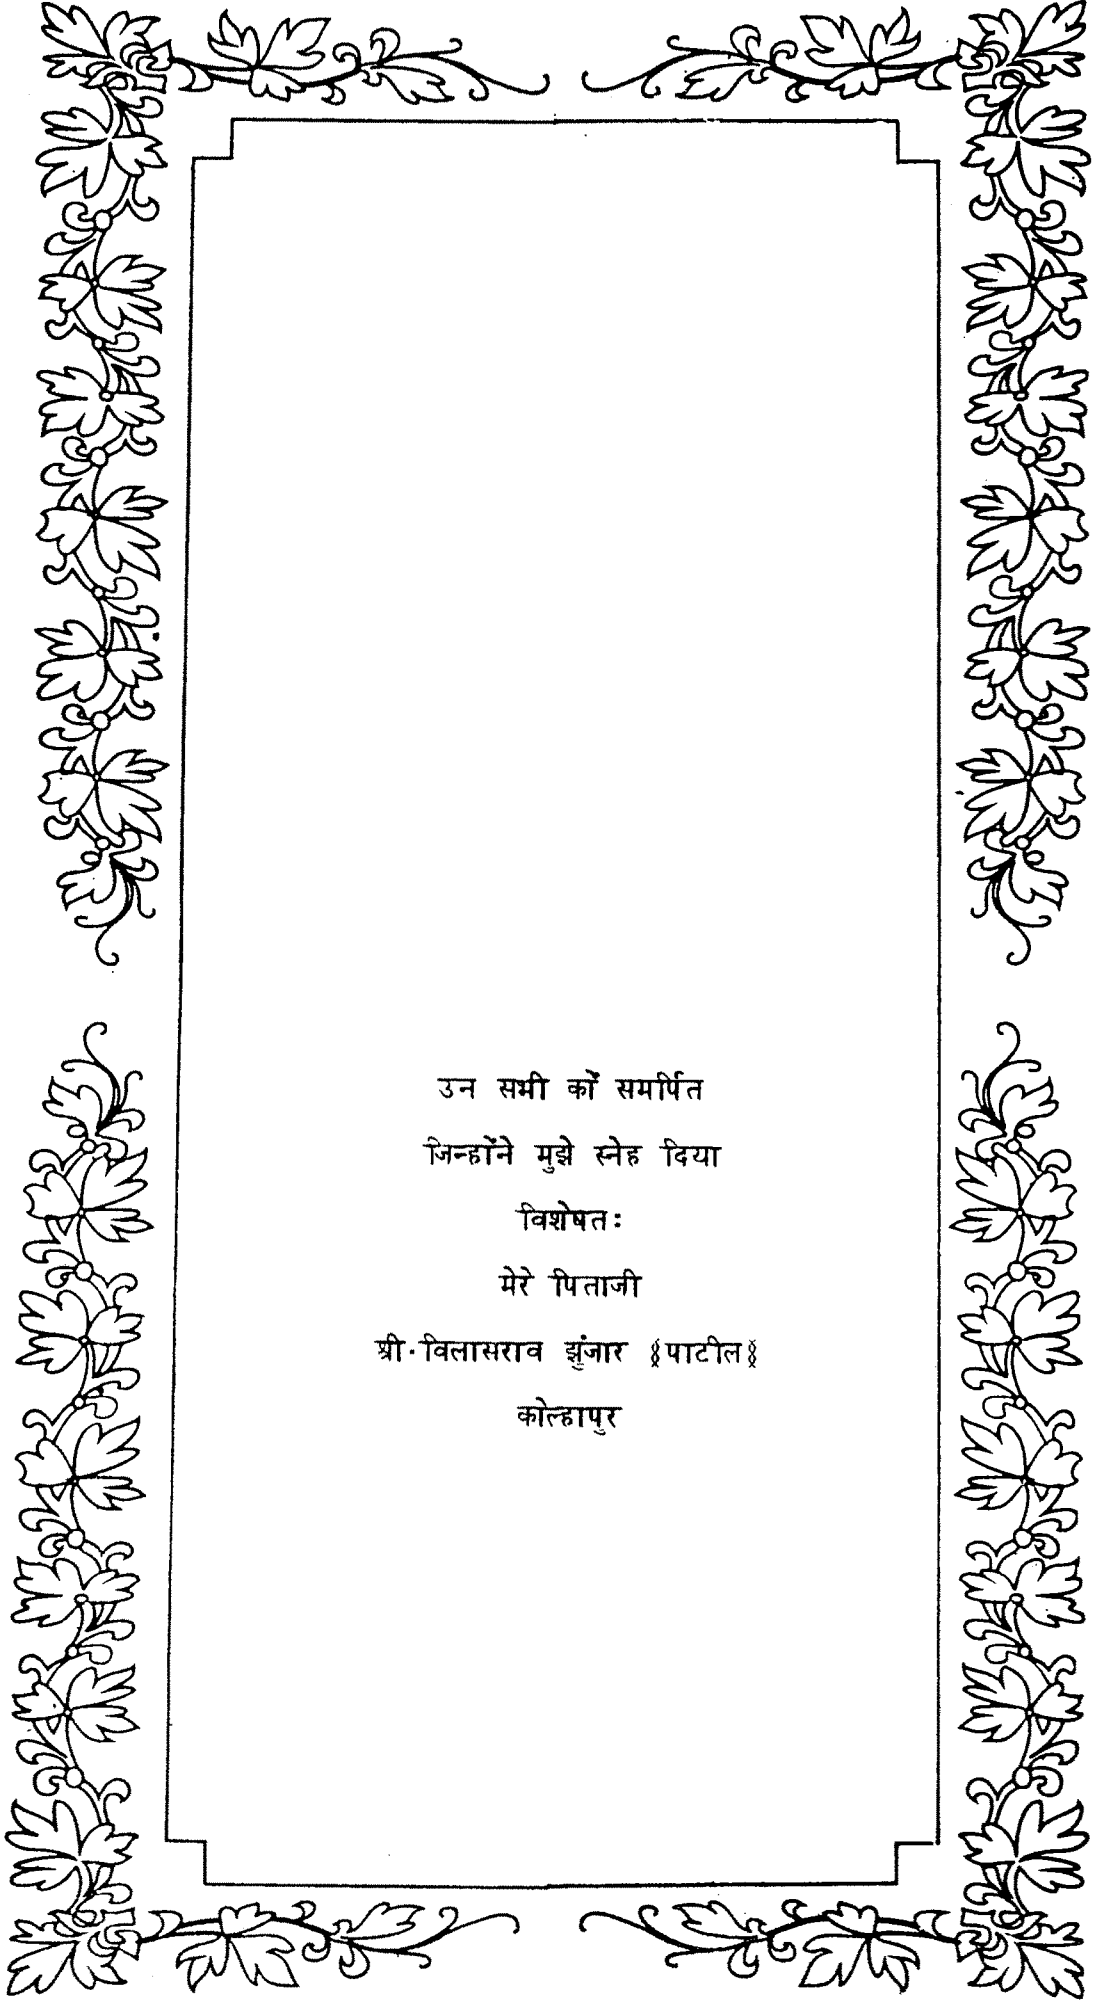 उन सभी कों समर्पित
जिन्होंने मुझे स्नेह दिया
विशेषतः
मेरे पिताजी
श्री.विलासराव झुंजार (पाटील)
कोल्हापुर